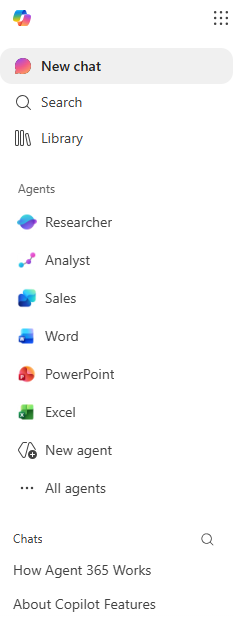 New chat
Search
Library
Agents
Researcher
Analyst
Sales
Word
PowerPoint
Excel
New agent
All agents
Chats
How Agent 365 Works
About Copilot Features